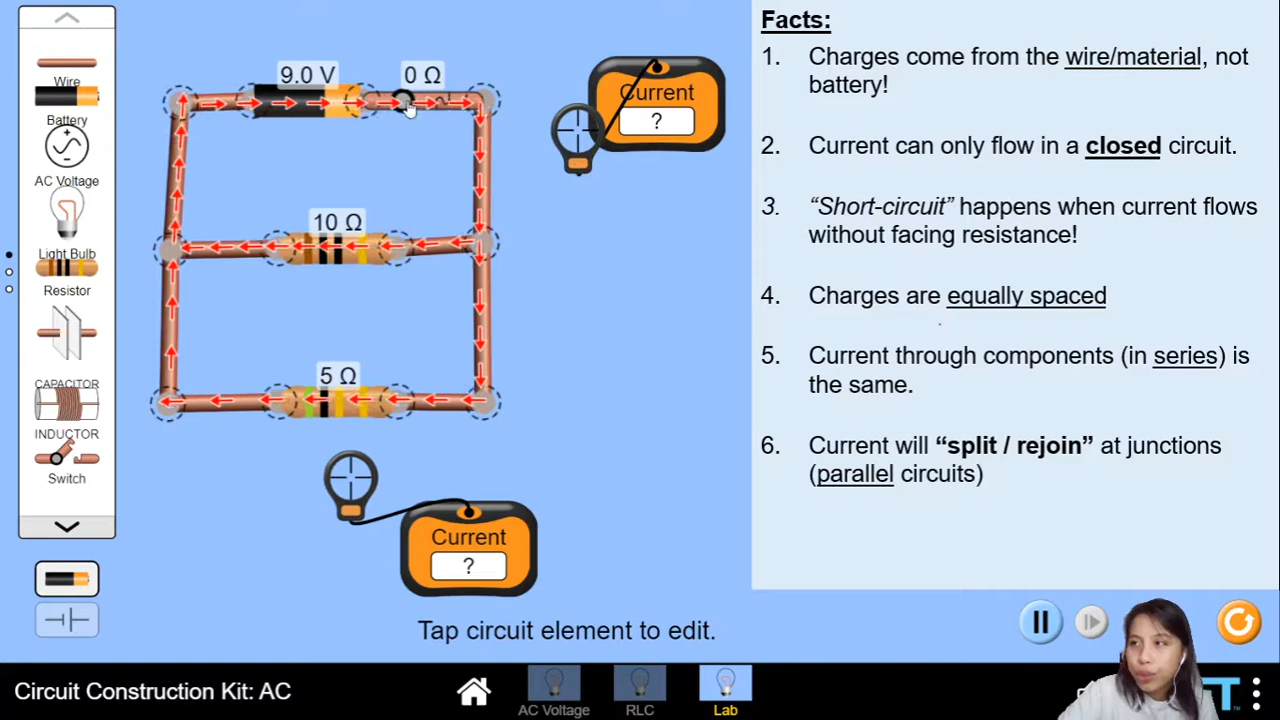 Facts:
1. Charges come from the wire/material, not
battery!
2. Current can only flow in a closed circuit.
3. “Short-circuit” happens when current flows
without facing resistance!
4. Charges are equally spaced
5. Current through components (in series) is
the same.
6. Current will “split / rejoin” at junctions
(parallel circuits)
Wire
Battery
AC Voltage
Light Bulb
Resistor
CAPACITOR
INDUCTOR
Switch
9.0 V
0 Ω
10 Ω
5 Ω
Current
?
Current
?
Tap circuit element to edit.
Circuit Construction Kit: AC
AC Voltage
RLC
Lab